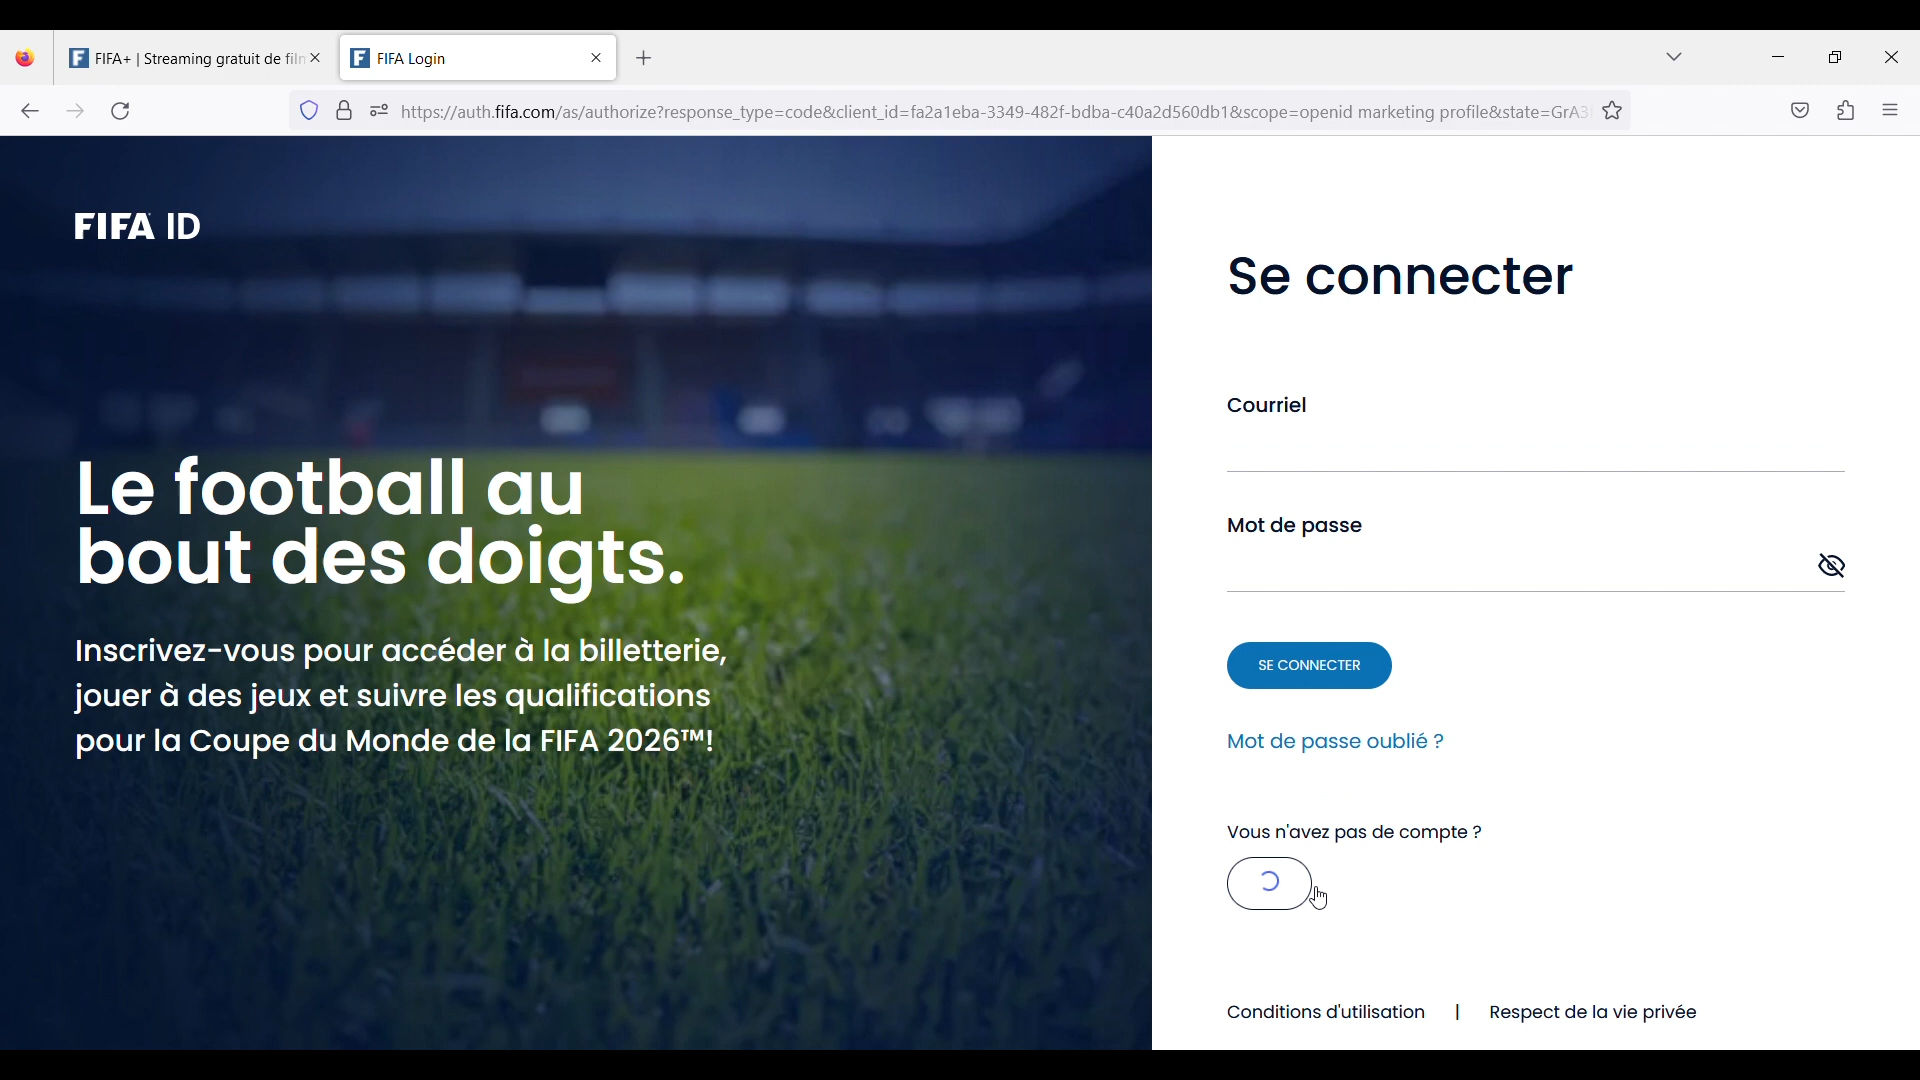 FIFA+ | Streaming gratuit de film
FIFA Login
https://auth.fifa.com/as/authorize?response_type=code&client_id=fa2a1eba-3349-482f-bdba-c40a2d560db1&scope=openid marketing profile&state=GrA3
FIFA ID
Le football au
bout des doigts.
Inscrivez-vous pour accéder à la billetterie,
jouer à des jeux et suivre les qualifications
pour la Coupe du Monde de la FIFA 2026™!
Se connecter
Courriel
Mot de passe
SE CONNECTER
Mot de passe oublié ?
Vous n'avez pas de compte ?
Conditions d'utilisation | Respect de la vie privée